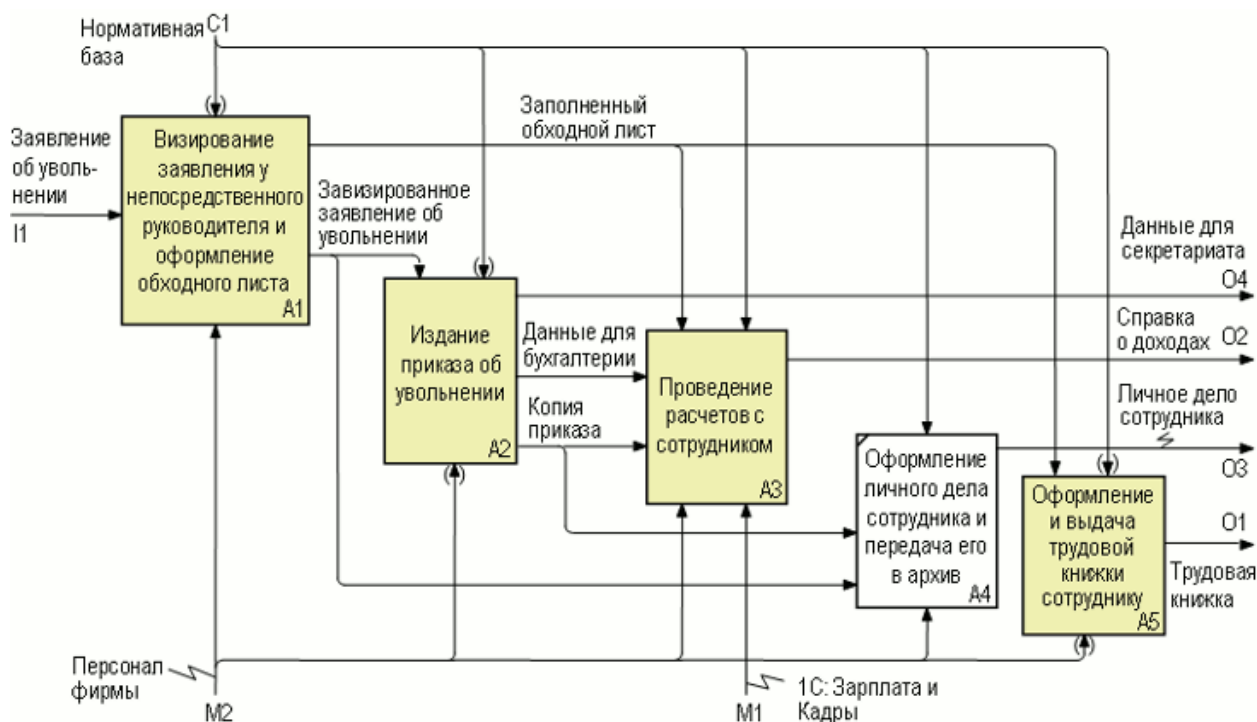 Нормативная
база
C1
Заявление
об уволь-
нении
I1
Визирование
заявления у
непосредственного
руководителя и
оформление
обходного листа
A1
Заполненный
обходной лист
Завизированное
заявление об
увольнении
Издание
приказа об
увольнении
A2
Данные для
бухгалтерии
Копия
приказа
Проведение
расчетов с
сотрудником
A3
Оформление
личного дела
сотрудника и
передача его
в архив
A4
Оформление
и выдача
трудовой
книжки
сотруднику
A5
Данные для
секретариата
O4
Справка
о доходах
O2
Личное дело
сотрудника
O3
O1
Трудовая
книжка
Персонал
фирмы
M2
M1
1С: Зарплата и
Кадры